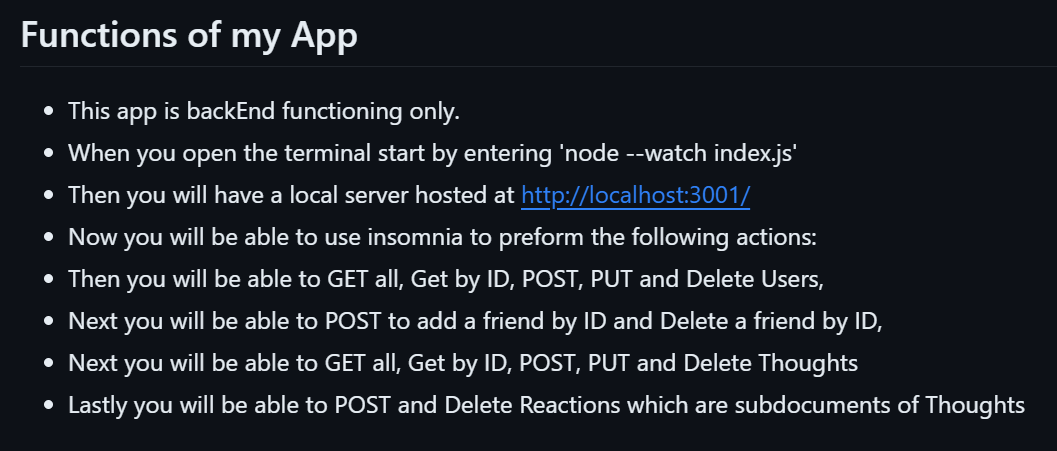 Functions of my App
• This app is backEnd functioning only.
• When you open the terminal start by entering 'node --watch index.js'
• Then you will have a local server hosted at http://localhost:3001/
• Now you will be able to use insomnia to preform the following actions:
• Then you will be able to GET all, Get by ID, POST, PUT and Delete Users,
• Next you will be able to POST to add a friend by ID and Delete a friend by ID,
• Next you will be able to GET all, Get by ID, POST, PUT and Delete Thoughts
• Lastly you will be able to POST and Delete Reactions which are subdocuments of Thoughts